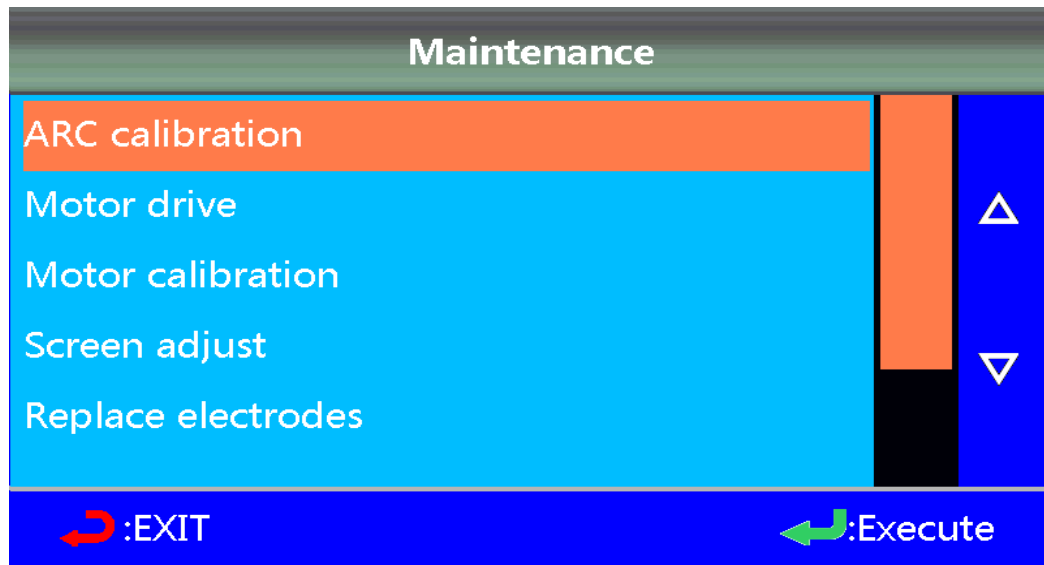 Maintenance
ARC calibration
Motor drive
Motor calibration
Screen adjust
Replace electrodes
:EXIT
:Execute